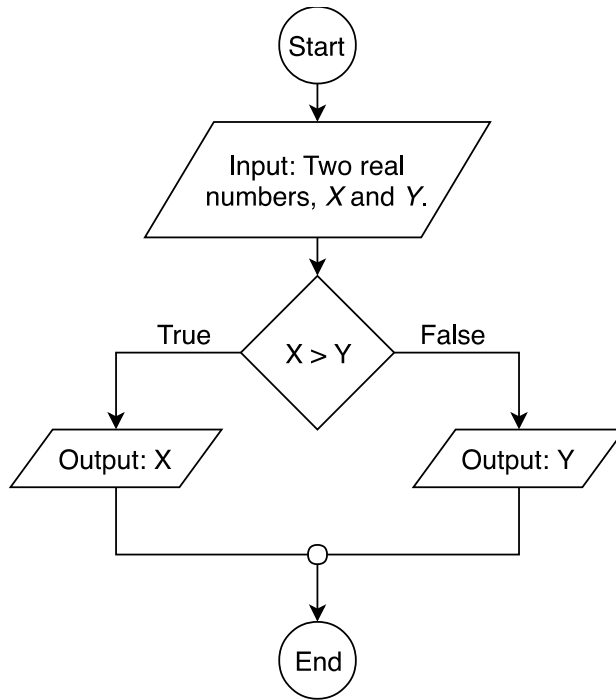 Start
Input: Two real
numbers, X and Y.
X > Y
True
False
Output: X
Output: Y
End